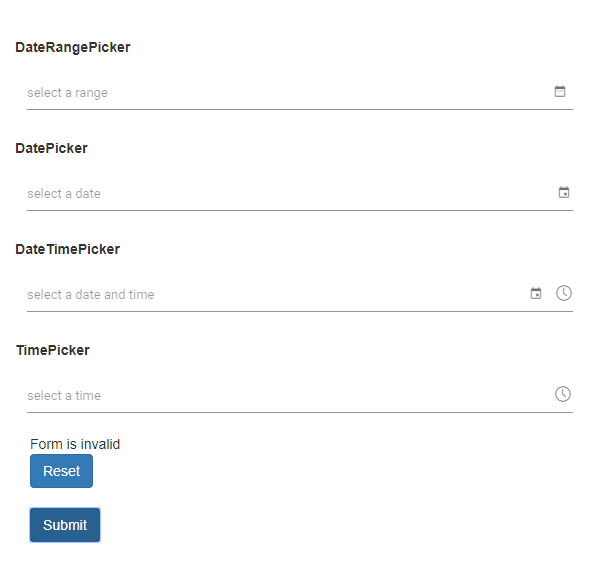 DateRangePicker
select a range
DatePicker
select a date
DateTimePicker
select a date and time
TimePicker
select a time
Form is invalid
Reset
Submit